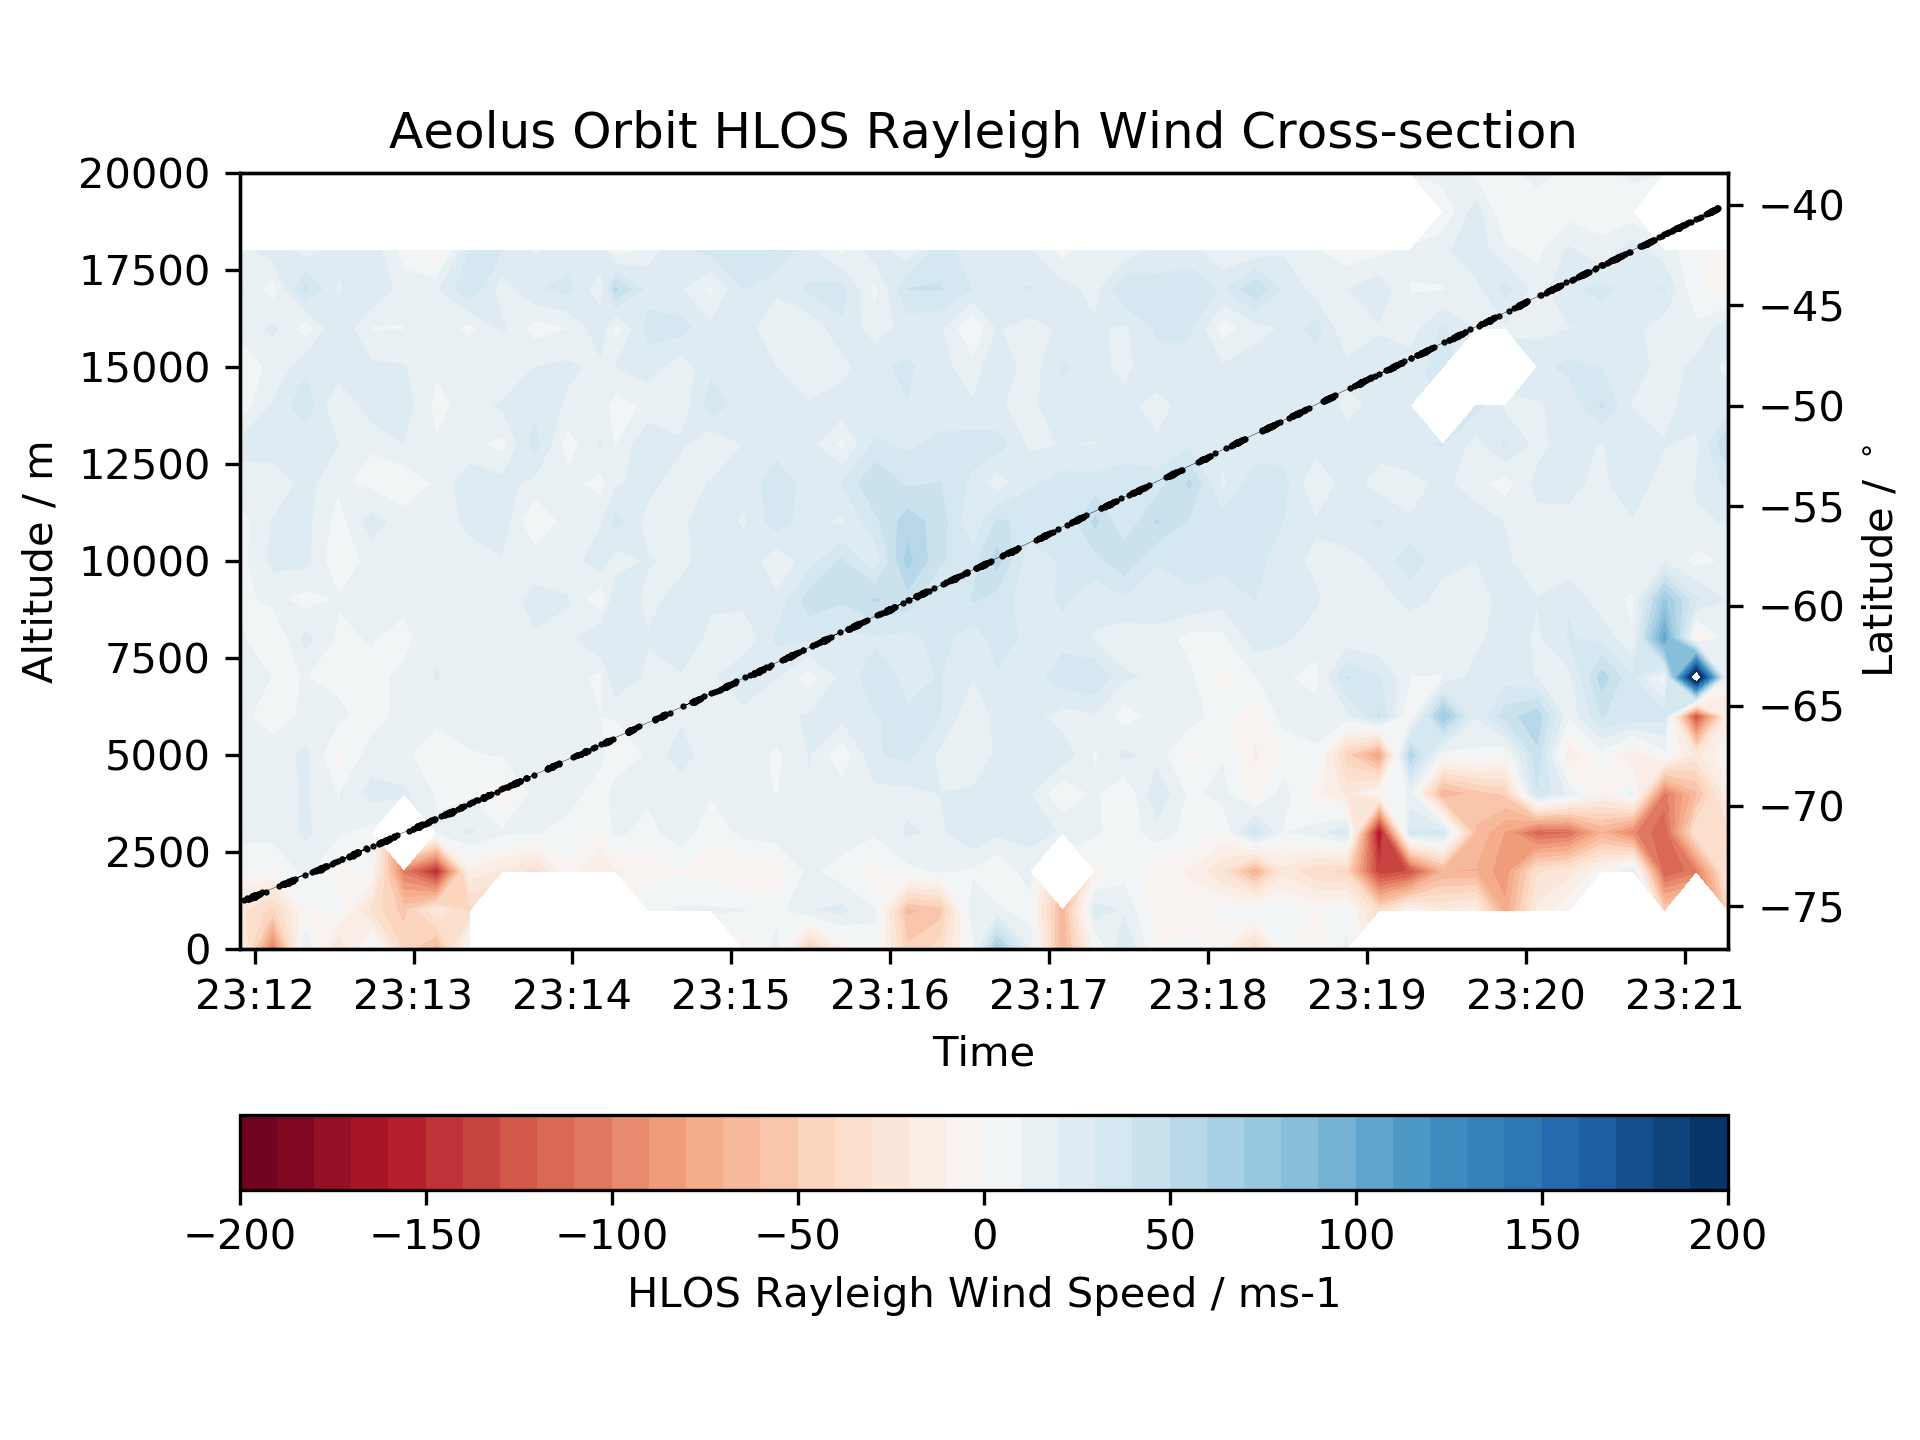 Aeolus Orbit HLOS Rayleigh Wind Cross-section
20000
17500
15000
12500
10000
7500
5000
2500
0
Altitude / m
−40
−45
−50
−55
−60
−65
−70
−75
Latitude / °
23:12 23:13 23:14 23:15 23:16 23:17 23:18 23:19 23:20 23:21
Time
−200 −150 −100 −50 0 50 100 150 200
HLOS Rayleigh Wind Speed / ms-1